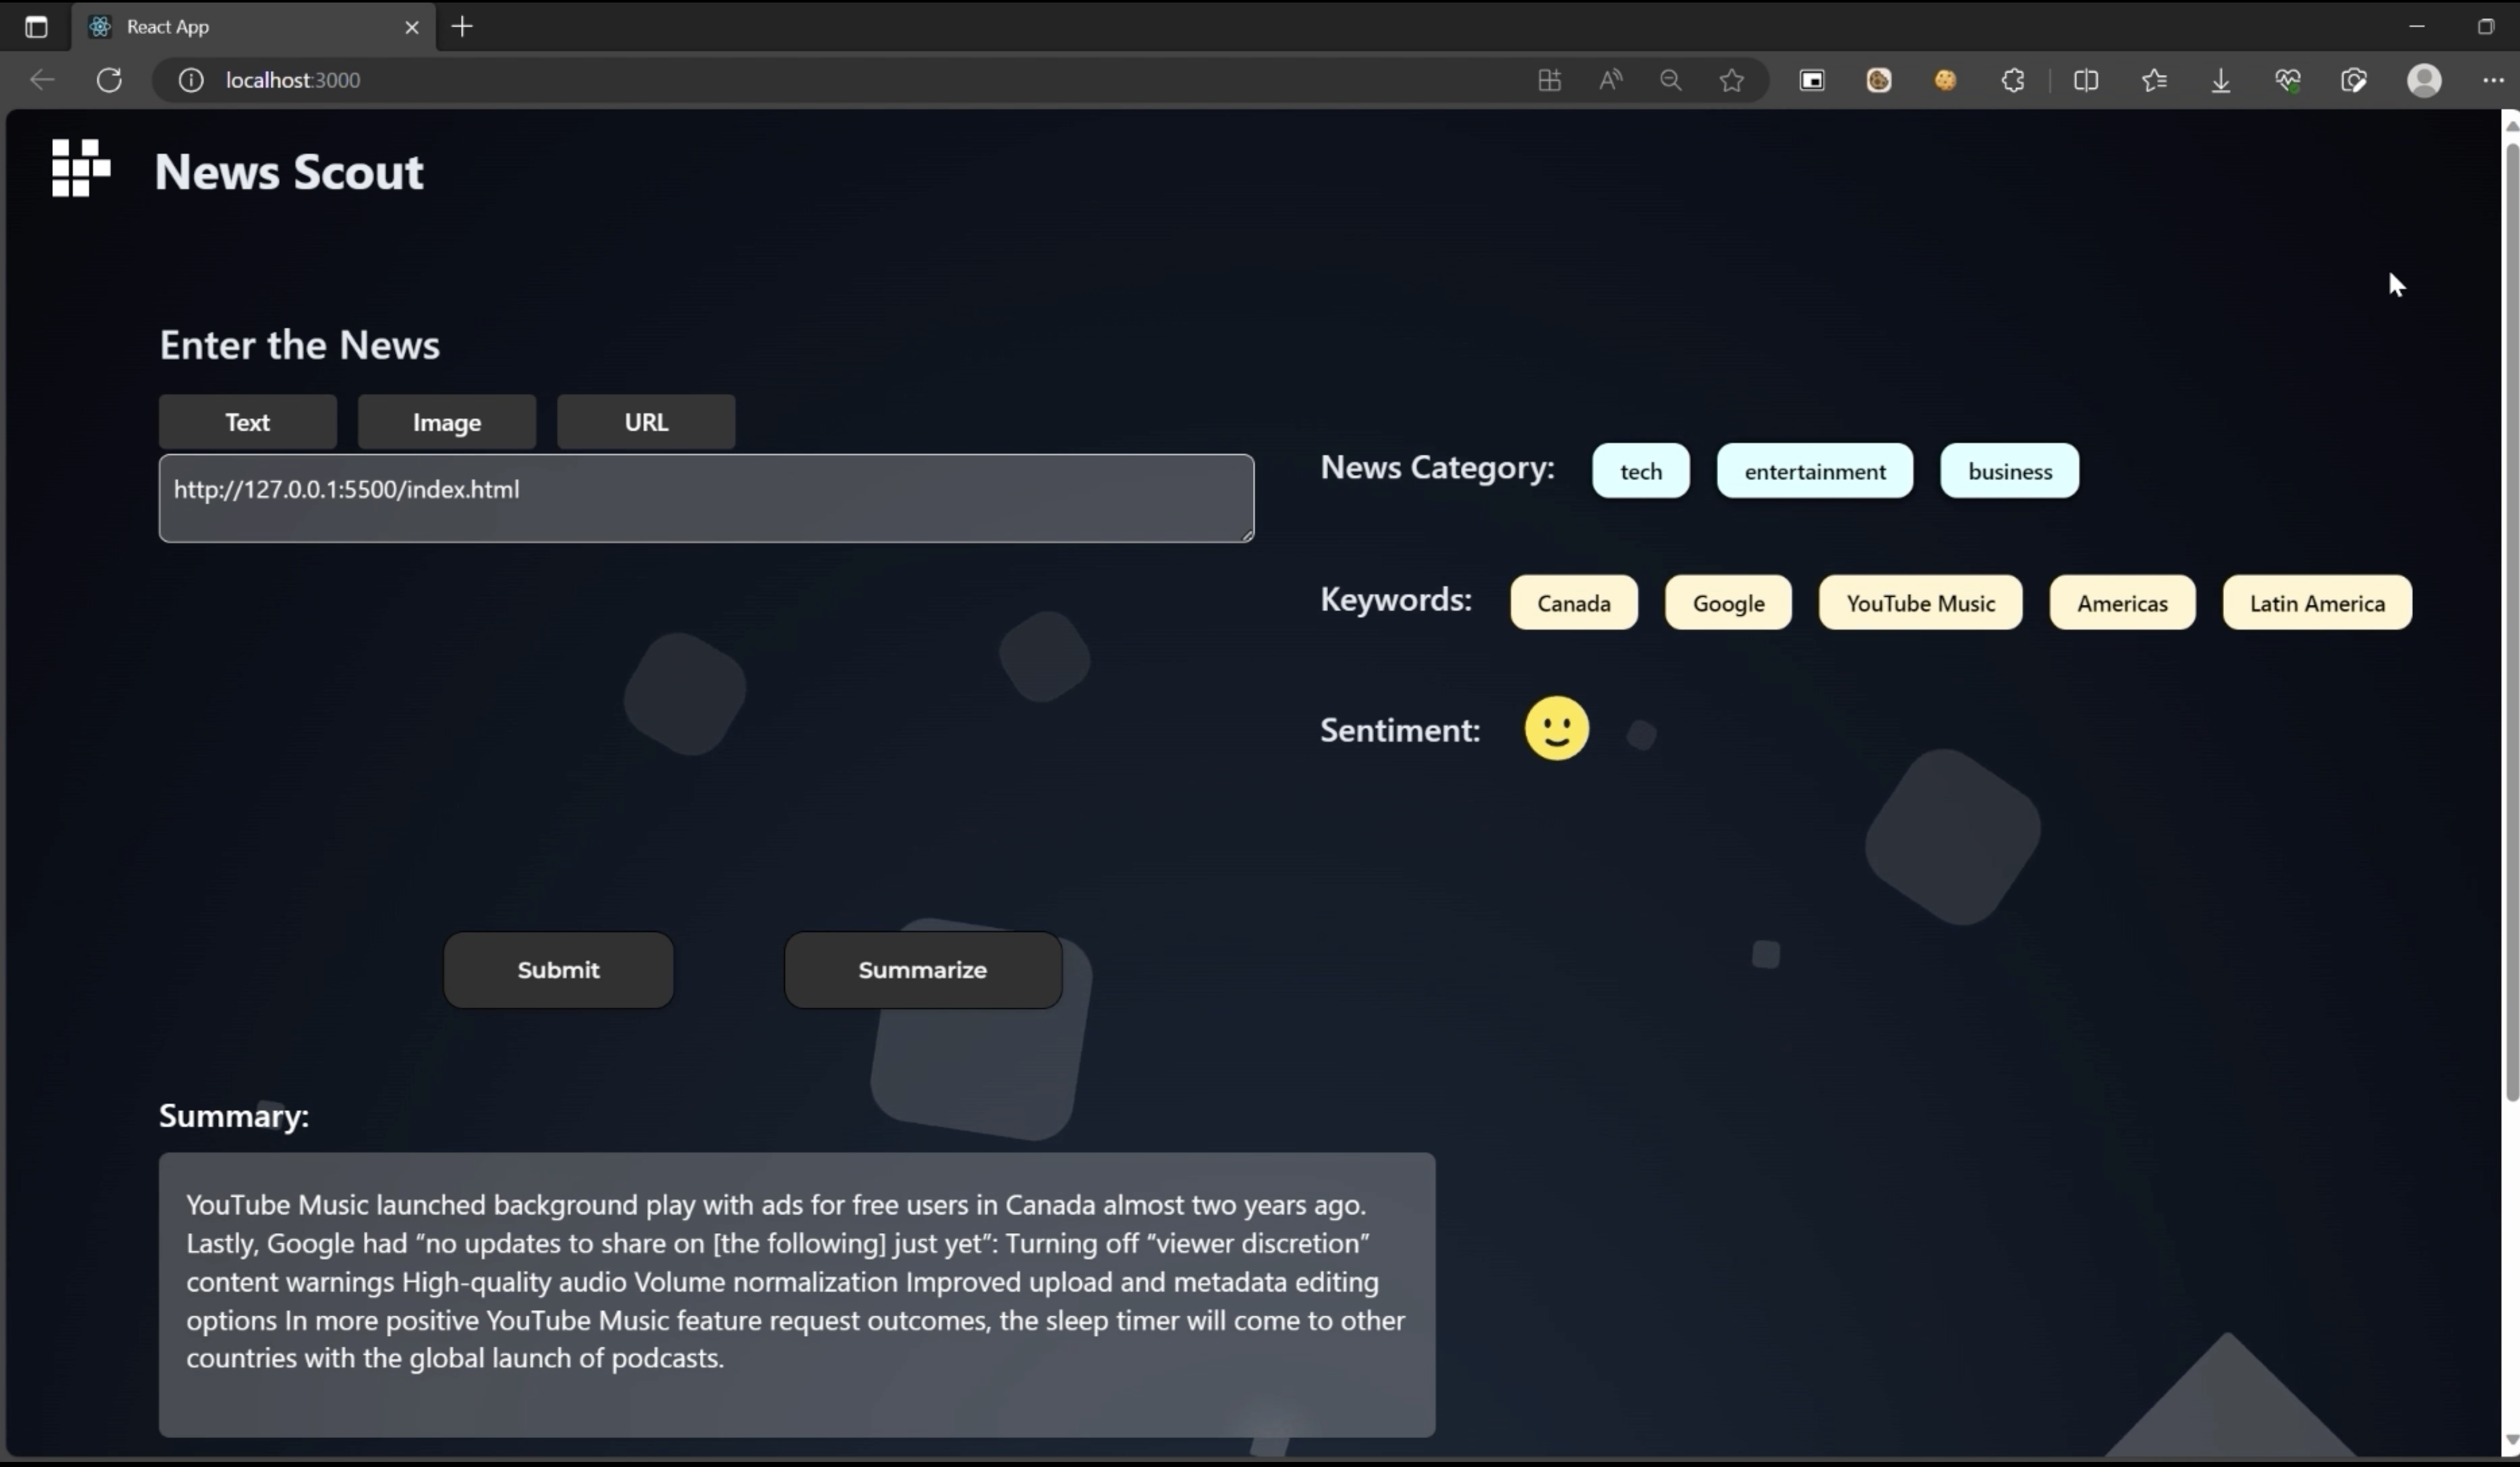 React App
localhost:3000
News Scout
Enter the News
Text Image URL
http://127.0.0.1:5500/index.html
News Category: tech entertainment business
Keywords: Canada Google YouTube Music Americas Latin America
Sentiment:
Submit Summarize
Summary:
YouTube Music launched background play with ads for free users in Canada almost two years ago.
Lastly, Google had “no updates to share on [the following] just yet”: Turning off “viewer discretion”
content warnings High-quality audio Volume normalization Improved upload and metadata editing
options In more positive YouTube Music feature request outcomes, the sleep timer will come to other
countries with the global launch of podcasts.